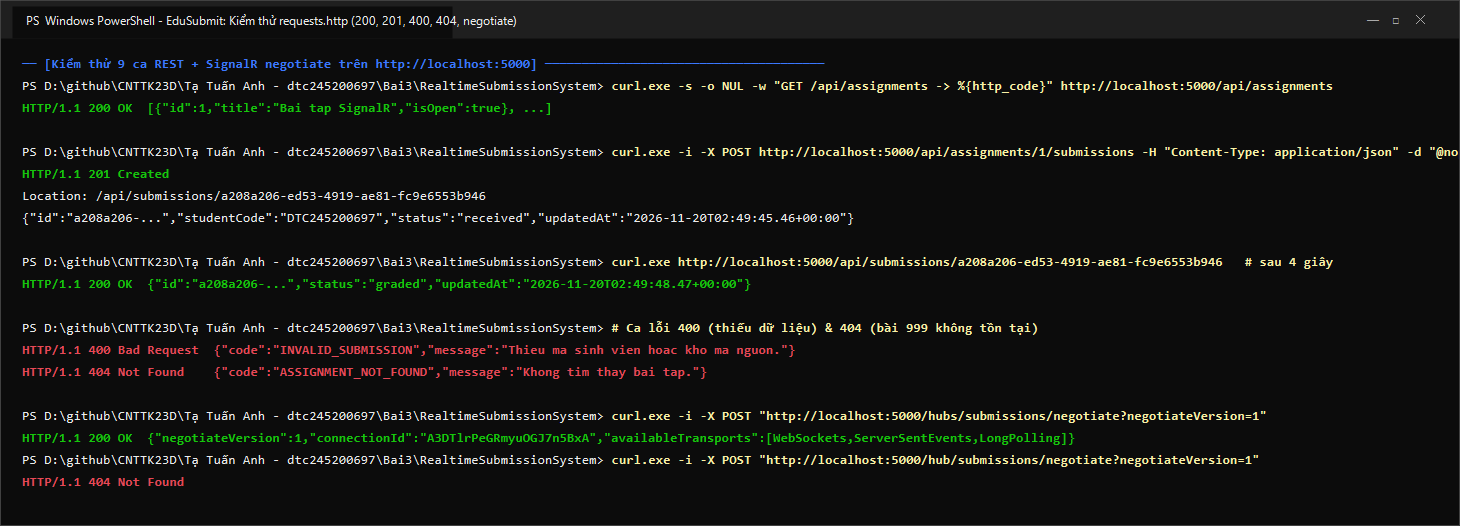 PS Windows PowerShell - EduSubmit: Kiểm thử requests.http (200, 201, 400, 404, negotiate)
── [Kiểm thử 9 ca REST + SignalR negotiate trên http://localhost:5000] ──────────────────────────────────────
PS D:\github\CNTTK23D\Tạ Tuấn Anh - dtc245200697\Bai3\RealtimeSubmissionSystem> curl.exe -s -o NUL -w "GET /api/assignments -> %{http_code}" http://localhost:5000/api/assignments
HTTP/1.1 200 OK  [{"id":1,"title":"Bai tap SignalR","isOpen":true}, ...]
PS D:\github\CNTTK23D\Tạ Tuấn Anh - dtc245200697\Bai3\RealtimeSubmissionSystem> curl.exe -i -X POST http://localhost:5000/api/assignments/1/submissions -H "Content-Type: application/json" -d "@no
HTTP/1.1 201 Created
Location: /api/submissions/a208a206-ed53-4919-ae81-fc9e6553b946
{"id":"a208a206-...","studentCode":"DTC245200697","status":"received","updatedAt":"2026-11-20T02:49:45.46+00:00"}
PS D:\github\CNTTK23D\Tạ Tuấn Anh - dtc245200697\Bai3\RealtimeSubmissionSystem> curl.exe http://localhost:5000/api/submissions/a208a206-ed53-4919-ae81-fc9e6553b946   # sau 4 giây
HTTP/1.1 200 OK  {"id":"a208a206-...","status":"graded","updatedAt":"2026-11-20T02:49:48.47+00:00"}
PS D:\github\CNTTK23D\Tạ Tuấn Anh - dtc245200697\Bai3\RealtimeSubmissionSystem> # Ca lỗi 400 (thiếu dữ liệu) & 404 (bài 999 không tồn tại)
HTTP/1.1 400 Bad Request  {"code":"INVALID_SUBMISSION","message":"Thieu ma sinh vien hoac kho ma nguon."}
HTTP/1.1 404 Not Found    {"code":"ASSIGNMENT_NOT_FOUND","message":"Khong tim thay bai tap."}
PS D:\github\CNTTK23D\Tạ Tuấn Anh - dtc245200697\Bai3\RealtimeSubmissionSystem> curl.exe -i -X POST "http://localhost:5000/hubs/submissions/negotiate?negotiateVersion=1"
HTTP/1.1 200 OK  {"negotiateVersion":1,"connectionId":"A3DTlrPeGRmyuOGJ7n5BxA","availableTransports":[WebSockets,ServerSentEvents,LongPolling]}
PS D:\github\CNTTK23D\Tạ Tuấn Anh - dtc245200697\Bai3\RealtimeSubmissionSystem> curl.exe -i -X POST "http://localhost:5000/hub/submissions/negotiate?negotiateVersion=1"
HTTP/1.1 404 Not Found